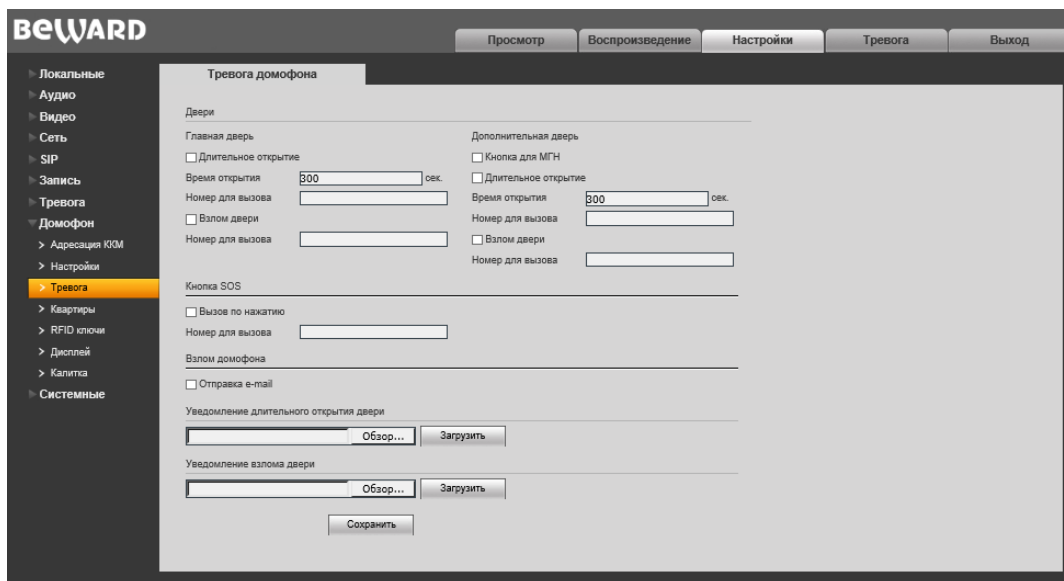 BEWARD
Просмотр Воспроизведение Настройки Тревога Выход
Локальные
Аудио
Видео
Сеть
SIP
Запись
Тревога
Домофон
Адресация ККМ
Настройки
Тревога
Квартиры
RFID ключи
Дисплей
Калитка
Системные
Тревога домофона
Двери
Главная дверь
Длительное открытие
Время открытия 300 сек.
Номер для вызова
Взлом двери
Номер для вызова
Дополнительная дверь
Кнопка для МГН
Длительное открытие
Время открытия 300 сек.
Номер для вызова
Взлом двери
Номер для вызова
Кнопка SOS
Вызов по нажатию
Номер для вызова
Взлом домофона
Отправка e-mail
Уведомление длительного открытия двери
Обзор... Загрузить
Уведомление взлома двери
Обзор... Загрузить
Сохранить